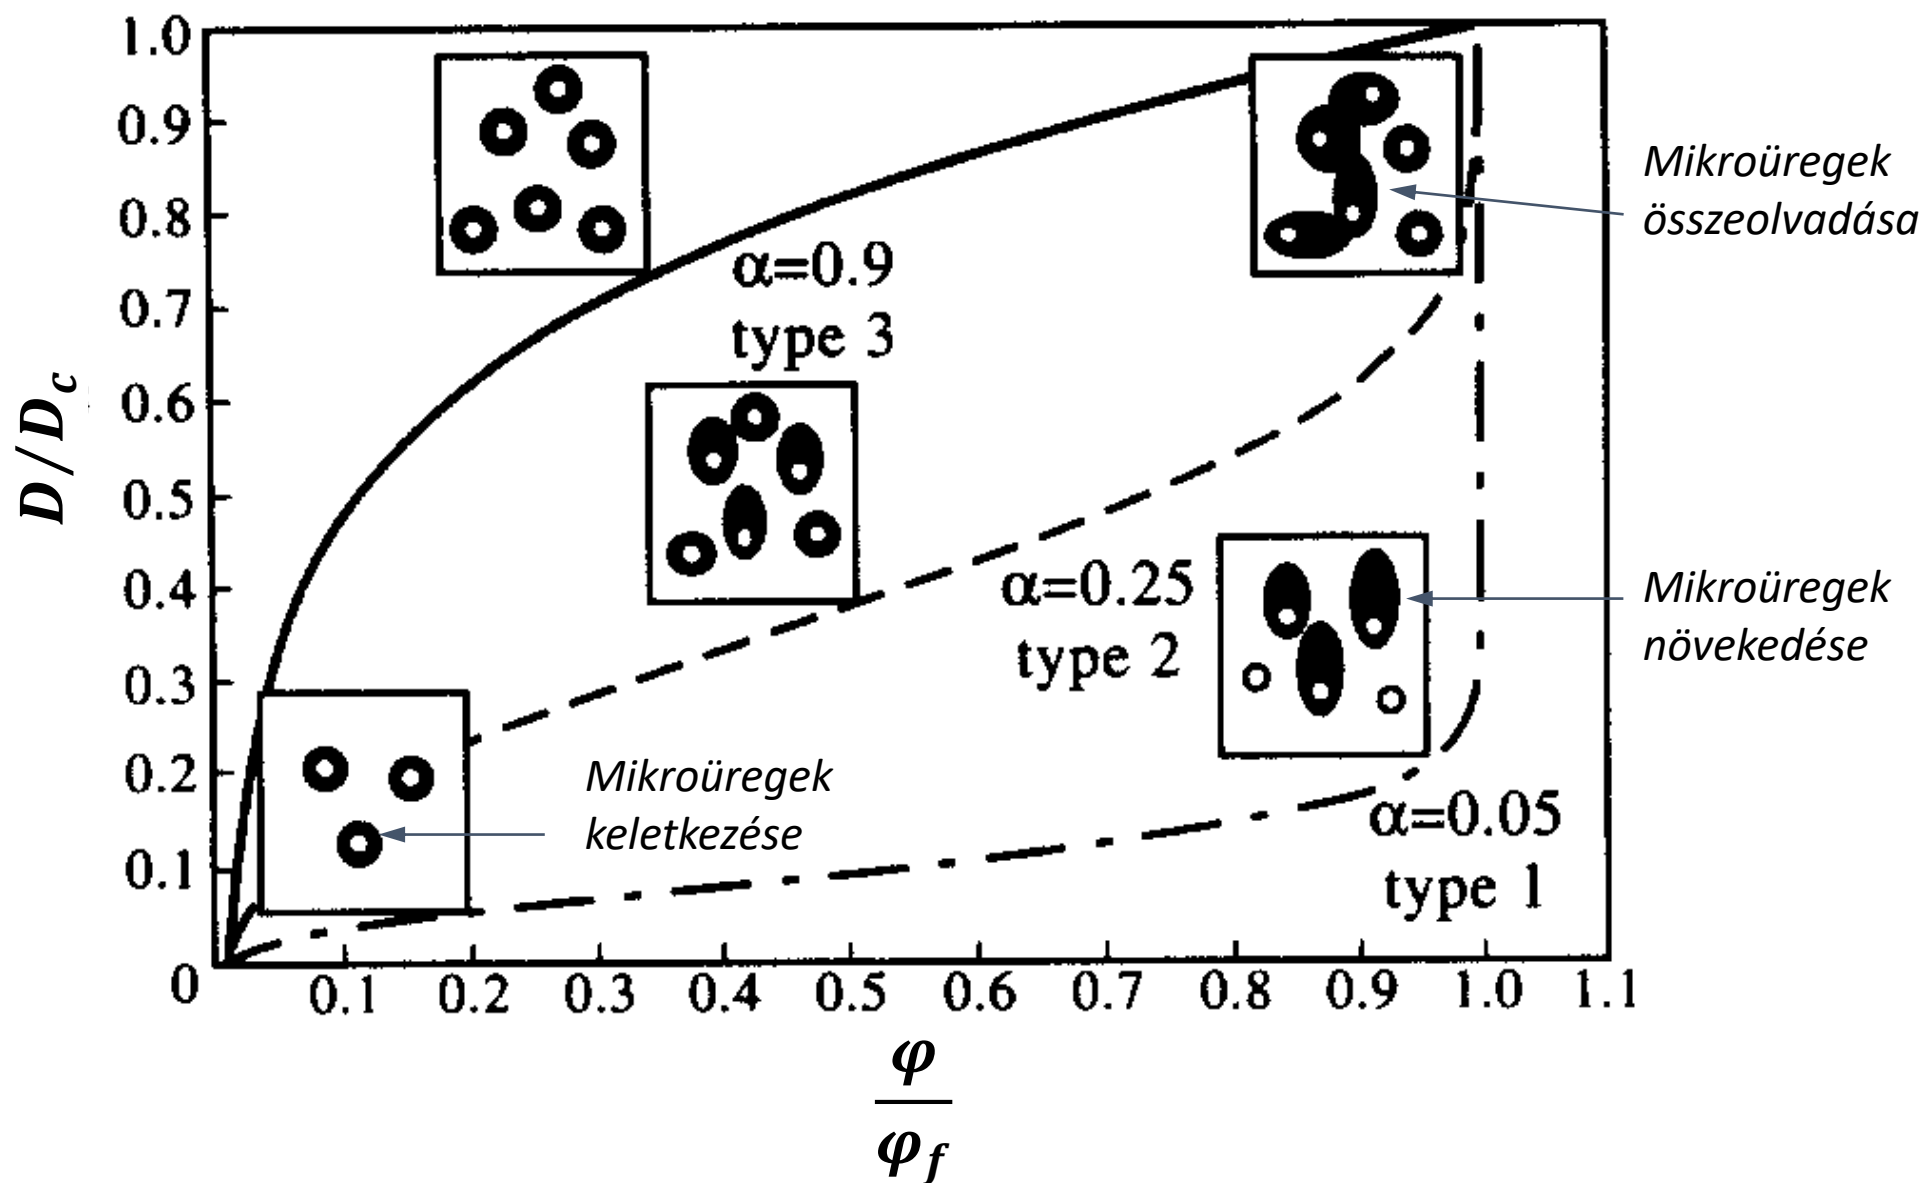 1.0
0.9
0.8
0.7
0.6
0.5
0.4
0.3
0.2
0.1
0
D/D_c
α=0.9
type 3
α=0.25
type 2
α=0.05
type 1
Mikroüregek
összeolvadása
Mikroüregek
növekedése
Mikroüregek
keletkezése
0.1 0.2 0.3 0.4 0.5 0.6 0.7 0.8 0.9 1.0 1.1
φ
φ_f